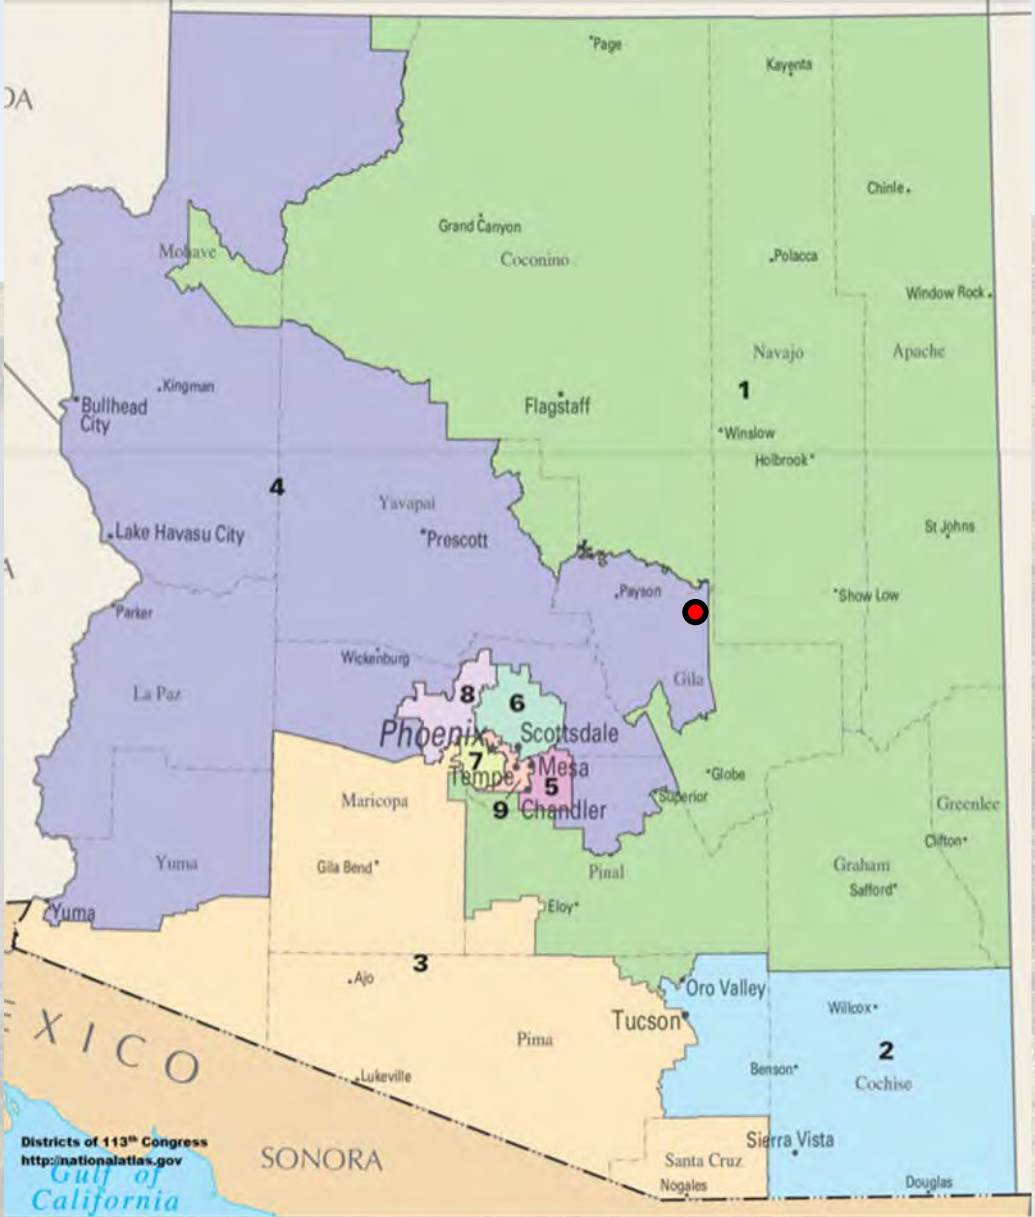 Page
Kayenta
DA
Chinle
Grand Canyon
Mohave
Coconino
Polacca
Window Rock
Navajo
Apache
Kingman
1
Bullhead
City
Flagstaff
Winslow
Holbrook
4
Yavapai
Lake Havasu City
Prescott
St Johns
A
Parker
Payson
Show Low
Wickenburg
La Paz
8
6
Gila
Phoenix
Scottsdale
7
Mesa
Tempe
5
Globe
Maricopa
Superior
9
Chandler
Greenlee
Clifton
Yuma
Gila Bend
Pinal
Graham
Safford
Yuma
Eloy
3
Ajo
Oro Valley
Willcox
EXICO
Tucson
Pima
2
Benson
Cochise
Lukeville
Districts of 113th Congress
http://nationalatlas.gov
Sierra Vista
SONORA
Santa Cruz
Gulf of
California
Nogales
Douglas